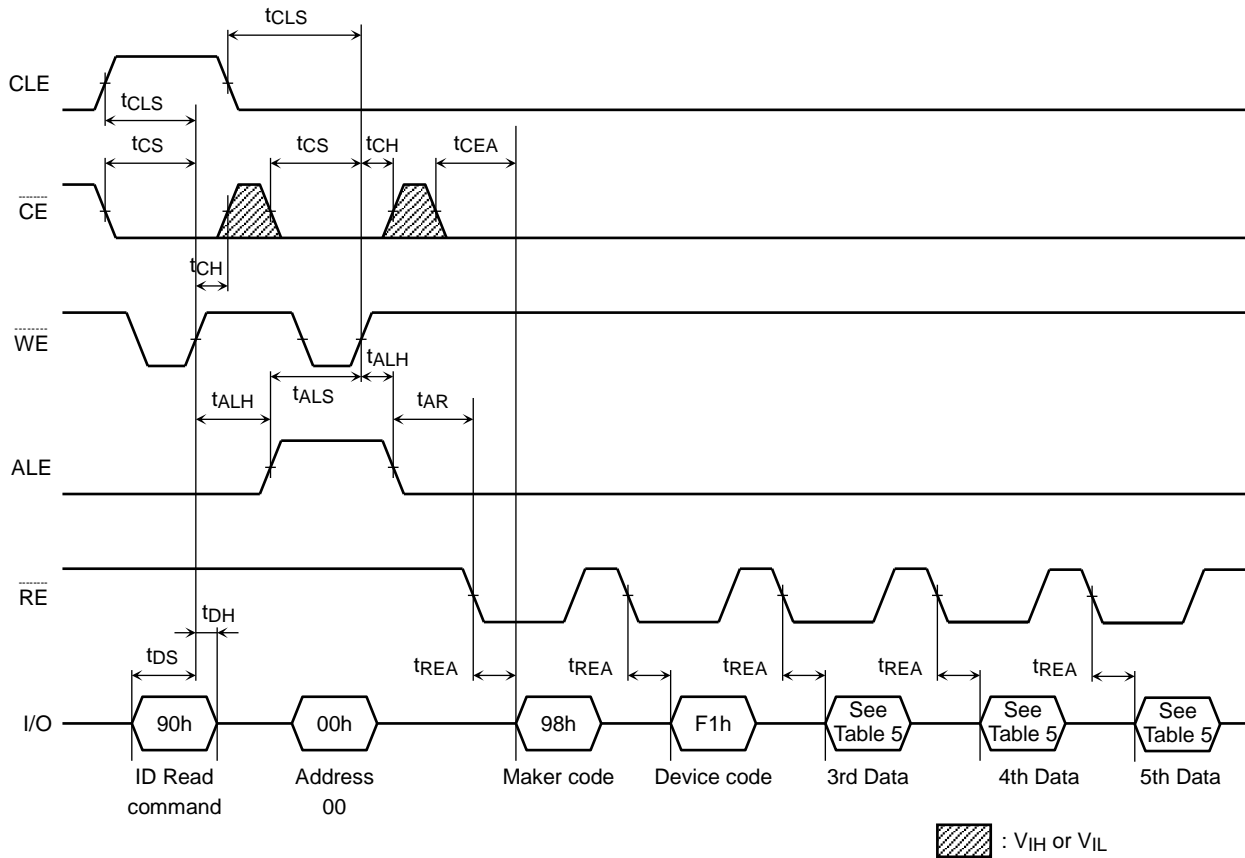 tCLS
CLE
tCLS
tCS
tCS
tCH
tCEA
CE
tCH
WE
tALH
tALH
tALS
tAR
ALE
RE
tDH
tDS
tREA
tREA
tREA
tREA
tREA
I/O
90h
00h
98h
F1h
See
Table 5
See
Table 5
See
Table 5
ID Read
command
Address
00
Maker code
Device code
3rd Data
4th Data
5th Data
: VIH or VIL